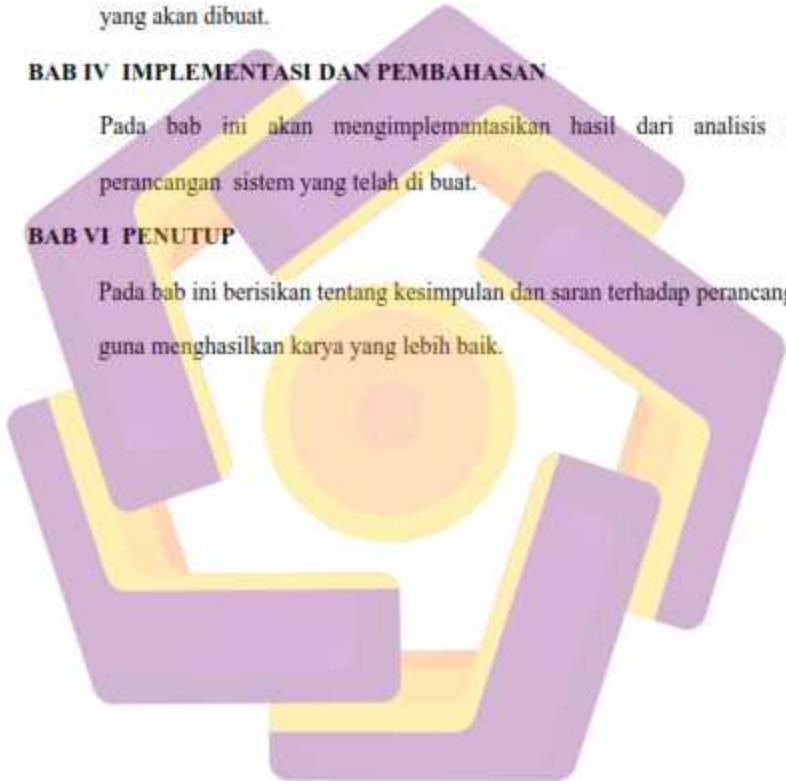 yang akan dibuat.
BAB IV IMPLEMENTASI DAN PEMBAHASAN
Pada bab ini akan mengimplemantasikan hasil dari analisis
perancangan sistem yang telah di buat.
BAB VI PENUTUP
Pada bab ini berisikan tentang kesimpulan dan saran terhadap perancang
guna menghasilkan karya yang lebih baik.